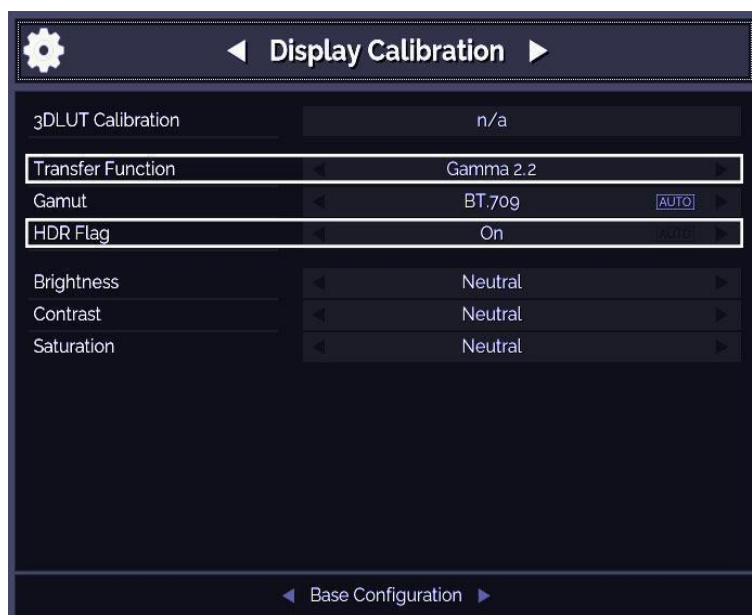 Display Calibration
3DLUT Calibration n/a
Transfer Function Gamma 2.2
Gamut BT.709 AUTO
HDR Flag On AUTO
Brightness Neutral
Contrast Neutral
Saturation Neutral
Base Configuration